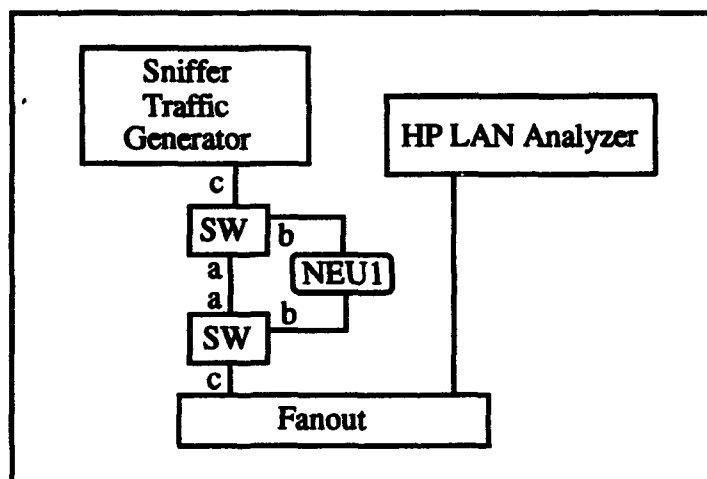 Sniffer
Traffic
Generator
HP LAN Analyzer
c
SW
b
a
NEU1
a
b
SW
c
Fanout